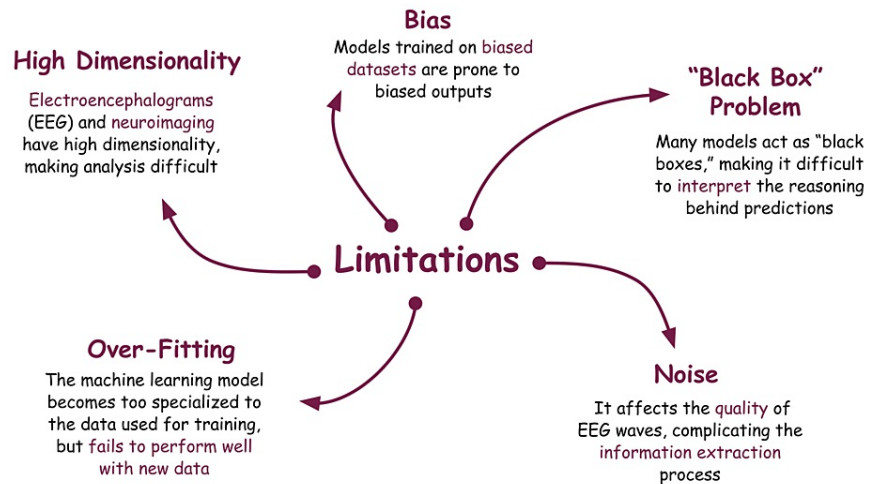 Bias
Models trained on biased
datasets are prone to
biased outputs
High Dimensionality
Electroencephalograms
(EEG) and neuroimaging
have high dimensionality,
making analysis difficult
“Black Box”
Problem
Many models act as “black
boxes,” making it difficult
to interpret the reasoning
behind predictions
Limitations
Over-Fitting
The machine learning model
becomes too specialized to
the data used for training,
but fails to perform well
with new data
Noise
It affects the quality of
EEG waves, complicating the
information extraction
process